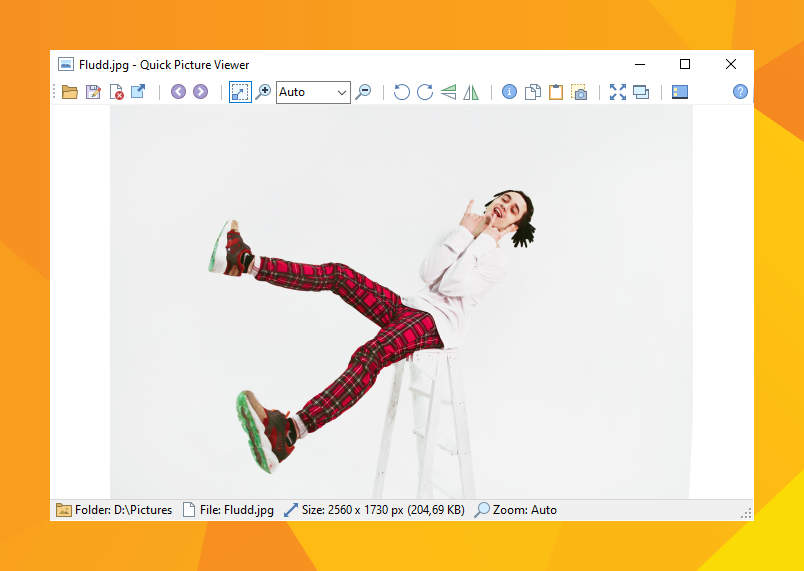 Fludd.jpg - Quick Picture Viewer
Auto
Folder: D:\Pictures File: Fludd.jpg Size: 2560 x 1730 px (204,69 KB) Zoom: Auto